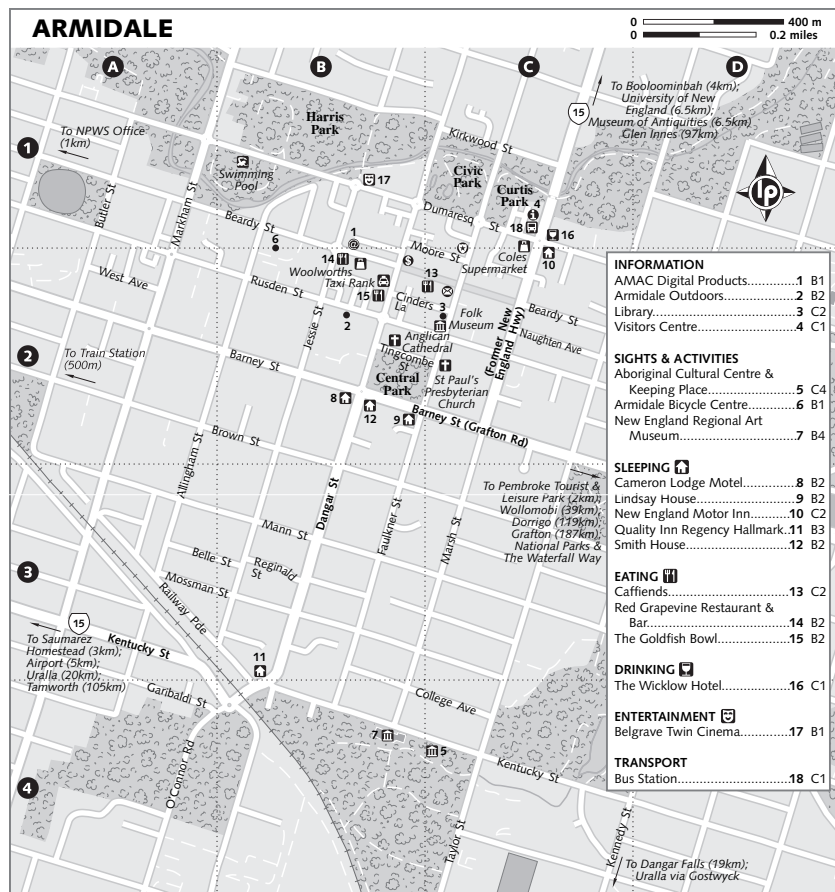 ARMIDALE
0 400 m
0 0.2 miles
A
B
C
D
1
2
3
4
To NPWS Office
(1km)
To Booloominbah (4km);
University of New
England (6.5km);
Museum of Antiquities (6.5km)
Glen Innes (97km)
15
Harris
Park
Kirkwood St
Swimming
Pool
17
Civic
Park
Curtis
Park
4
Dumaresq St
18
16
10
Butler St
Markham St
Beardy St
6
1
@
Moore St
$
Coles
Supermarket
14
Woolworths
Taxi Rank
13
15
Cinders
La
3
Folk
Museum
West Ave
Rusden St
2
Jessie St
Anglican
Cathedral
Tingcombe
St
(Former New
England Hwy)
Beardy St
Naughten Ave
To Train Station
(500m)
Barney St
Central
Park
St Paul's
Presbyterian
Church
8
12
9
Barney St (Grafton Rd)
Brown St
Allingham St
Dangar St
Faulkner St
Marsh St
To Pembroke Tourist &
Leisure Park (2km);
Wollomobi (39km);
Dorrigo (119km);
Grafton (187km);
National Parks &
The Waterfall Way
Mann St
Belle St
Reginald
St
Mossman St
Railway Pde
15
Kentucky St
To Saumarez
Homestead (3km);
Airport (5km);
Uralla (20km);
Tamworth (105km)
11
Garibaldi St
College Ave
7
5
Kentucky St
O'Connor Rd
Taylor St
Kennedy St
To Dangar Falls (19km);
Uralla via Gostwyck
lp
INFORMATION
AMAC Digital Products..............1 B1
Armidale Outdoors....................2 B2
Library......................................3 C2
Visitors Centre..........................4 C1
SIGHTS & ACTIVITIES
Aboriginal Cultural Centre &
Keeping Place........................5 C4
Armidale Bicycle Centre............6 B1
New England Regional Art
Museum................................7 B4
SLEEPING
Cameron Lodge Motel...............8 B2
Lindsay House...........................9 B2
New England Motor Inn...........10 C2
Quality Inn Regency Hallmark..11 B3
Smith House............................12 B2
EATING
Caffiends.................................13 C2
Red Grapevine Restaurant &
Bar......................................14 B2
The Goldfish Bowl...................15 B2
DRINKING
The Wicklow Hotel..................16 C1
ENTERTAINMENT
Belgrave Twin Cinema.............17 B1
TRANSPORT
Bus Station..............................18 C1